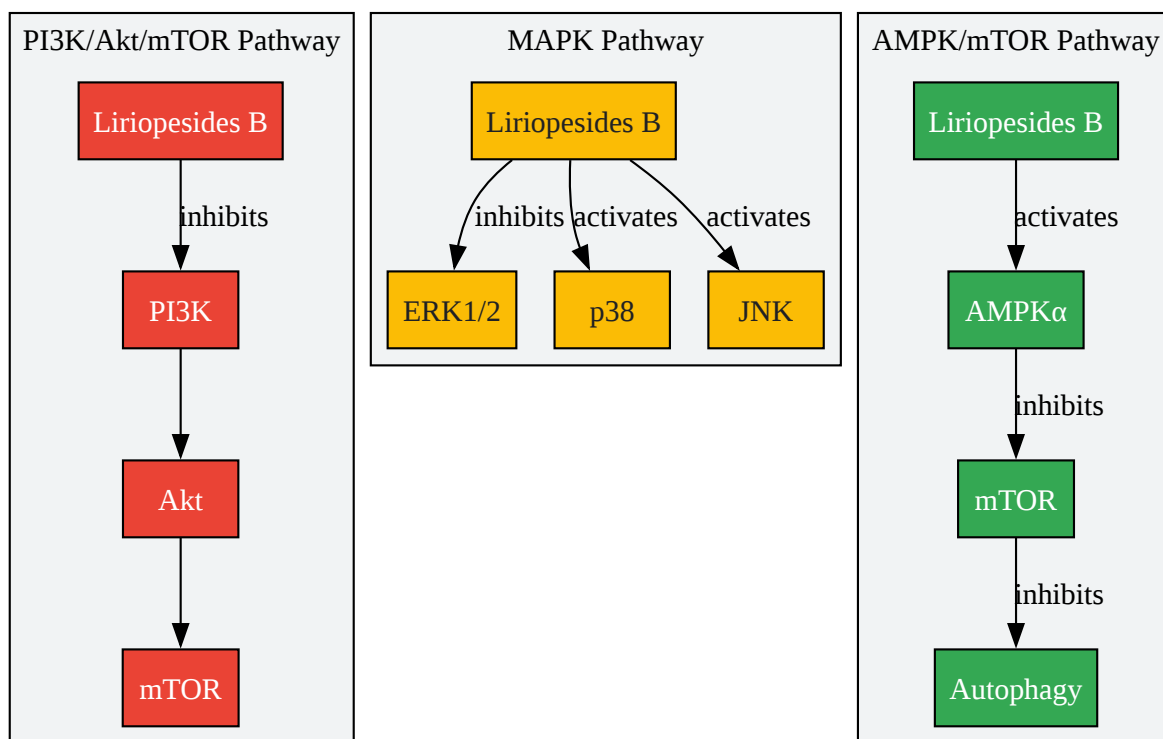 PI3K/Akt/mTOR Pathway
Liriopesides B
inhibits
PI3K
Akt
mTOR
MAPK Pathway
Liriopesides B
inhibits
activates
activates
ERK1/2
p38
JNK
AMPK/mTOR Pathway
Liriopesides B
activates
AMPKα
inhibits
mTOR
inhibits
Autophagy